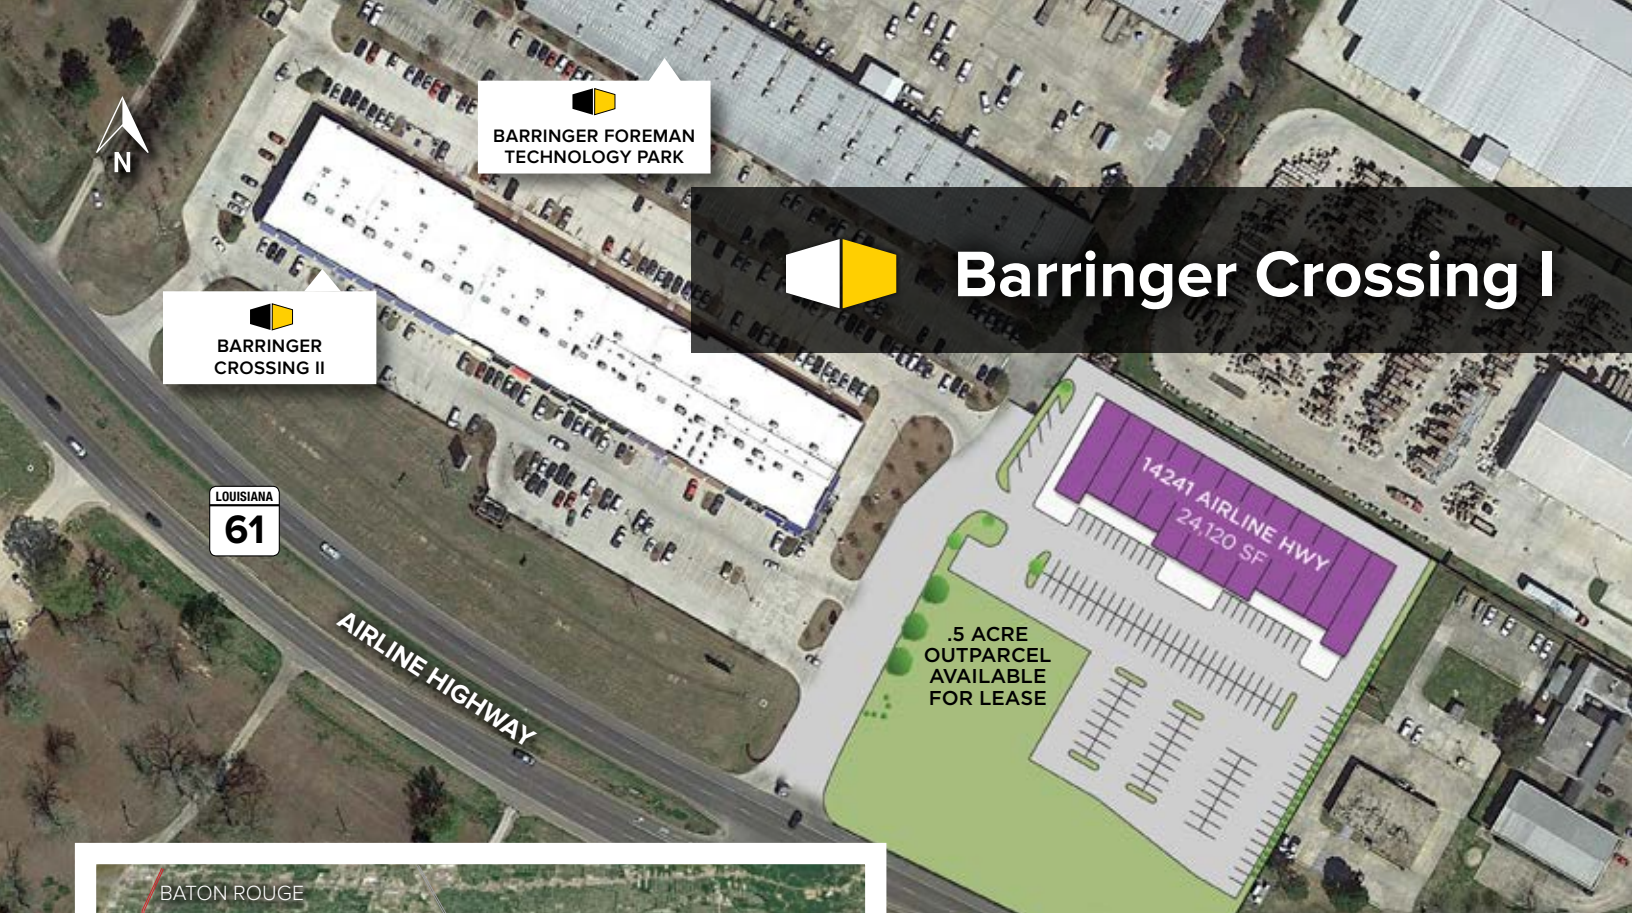 BARRINGER FOREMAN
TECHNOLOGY PARK
N
Barringer Crossing I
BARRINGER
CROSSING II
LOUISIANA
61
AIRLINE HIGHWAY
14241 AIRLINE HWY
24,120 SF
.5 ACRE
OUTPARCEL
AVAILABLE
FOR LEASE
BATON ROUGE